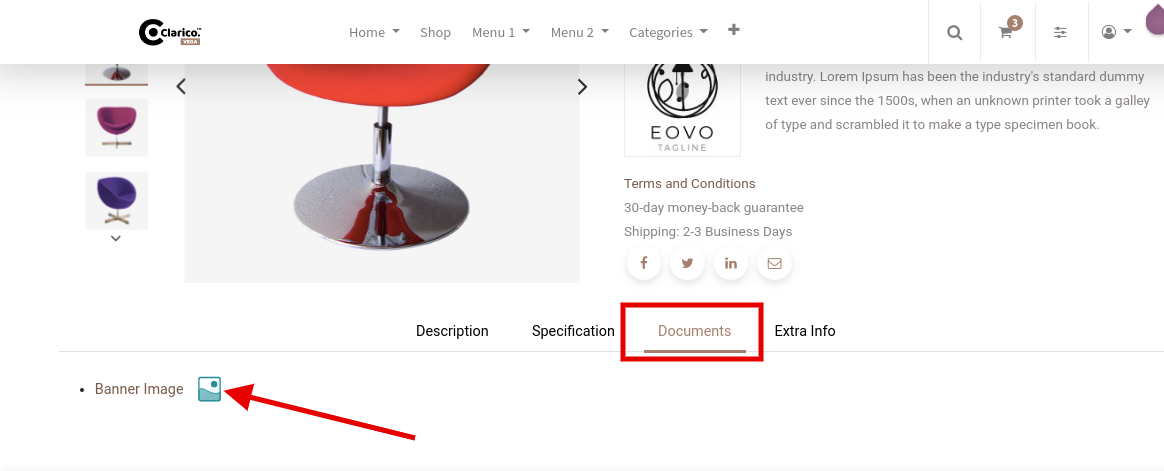 Clarico.™
VEGA
Home Shop Menu 1 Menu 2 Categories
3
industry. Lorem Ipsum has been the industry's standard dummy
text ever since the 1500s, when an unknown printer took a galley
of type and scrambled it to make a type specimen book.
EOVO
TAGLINE
Terms and Conditions
30-day money-back guarantee
Shipping: 2-3 Business Days
Description Specification Documents Extra Info
Banner Image